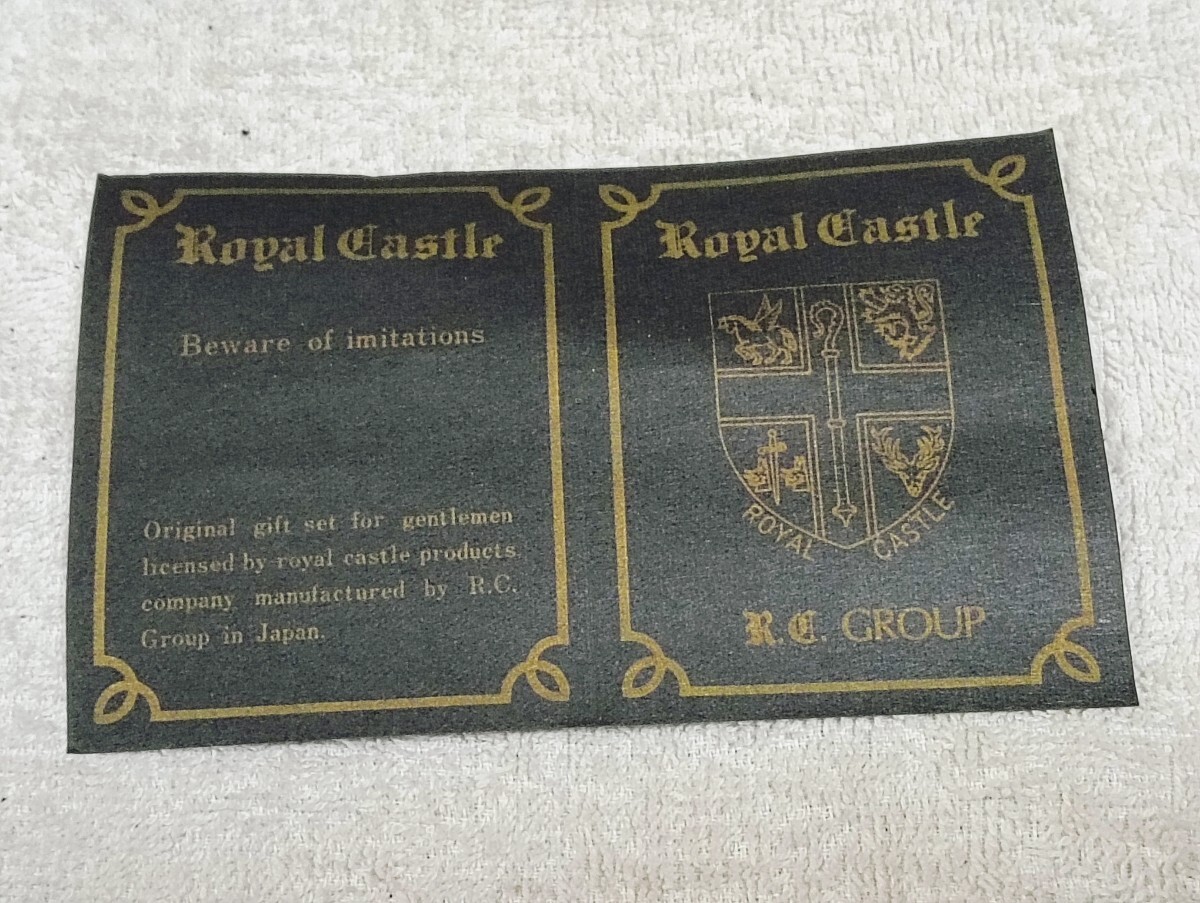 Royal Castle
Beware of imitations
Original gift set for gentlemen
licensed by royal castle products
company manufactured by R.C.
Group in Japan.
Royal Castle
ROYAL CASTLE
R.C. GROUP